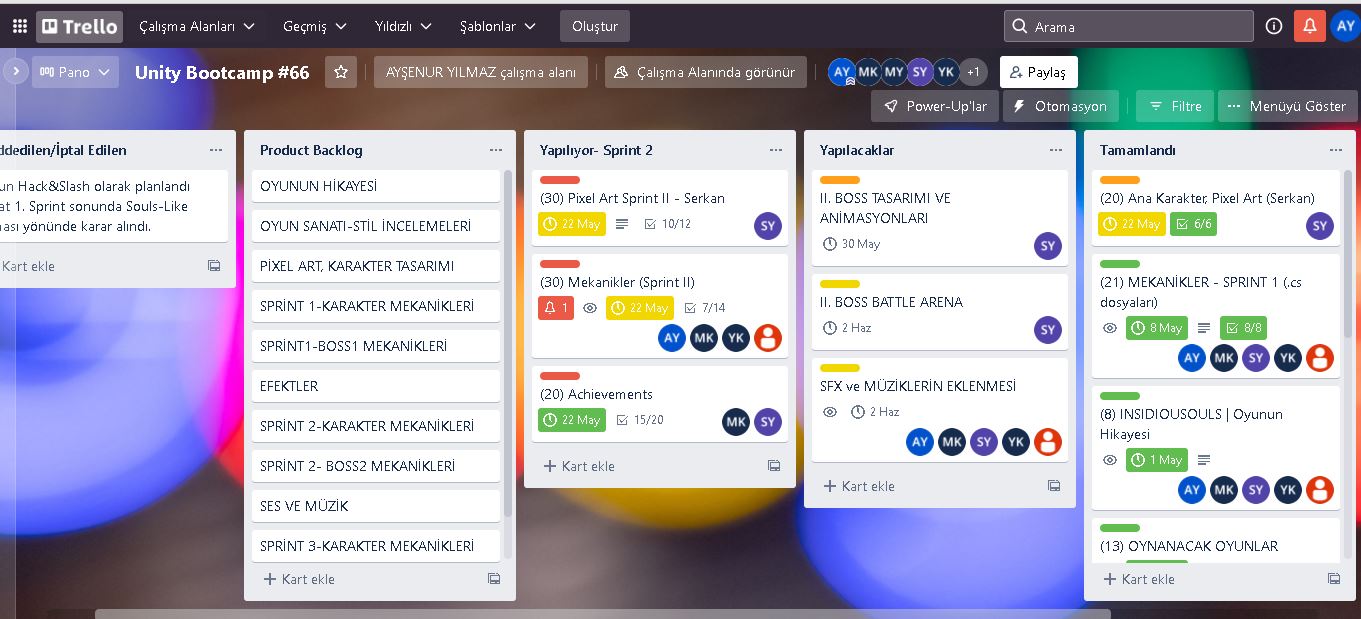 Trello
Çalışma Alanları
Geçmiş
Yıldızlı
Şablonlar
Oluştur
Arama
AY
Pano
Unity Bootcamp #66
AYŞENUR YILMAZ çalışma alanı
Çalışma Alanında görünür
AY
MK
MY
SY
YK
+1
Paylaş
Power-Up'lar
Otomasyon
Filtre
Menüyü Göster
ddedilen/İptal Edilen
un Hack&Slash olarak planlandı
at 1. Sprint sonunda Souls-Like
ası yönünde karar alındı.
Kart ekle
Product Backlog
OYUNUN HİKAYESİ
OYUN SANATI-STİL İNCELEMELERİ
PİXEL ART, KARAKTER TASARIMI
SPRİNT 1-KARAKTER MEKANİKLERİ
SPRİNT1-BOSS1 MEKANİKLERİ
EFEKTLER
SPRİNT 2-KARAKTER MEKANİKLERİ
SPRİNT 2- BOSS2 MEKANİKLERİ
SES VE MÜZİK
SPRİNT 3-KARAKTER MEKANİKLERİ
Kart ekle
Yapılıyor- Sprint 2
(30) Pixel Art Sprint II - Serkan
22 May
10/12
SY
(30) Mekanikler (Sprint II)
1
22 May
7/14
AY
MK
YK
(20) Achievements
22 May
15/20
MK
SY
Kart ekle
Yapılacaklar
II. BOSS TASARIMI VE
ANİMASYONLARI
30 May
SY
II. BOSS BATTLE ARENA
2 Haz
SY
SFX ve MÜZİKLERİN EKLENMESİ
2 Haz
AY
MK
SY
YK
Kart ekle
Tamamlandı
(20) Ana Karakter, Pixel Art (Serkan)
22 May
6/6
SY
(21) MEKANİKLER - SPRINT 1 (.cs
dosyaları)
8 May
8/8
AY
MK
SY
YK
(8) INSIDIOUSOULS | Oyunun
Hikayesi
1 May
AY
MK
SY
YK
(13) OYNANACAK OYUNLAR
Kart ekle